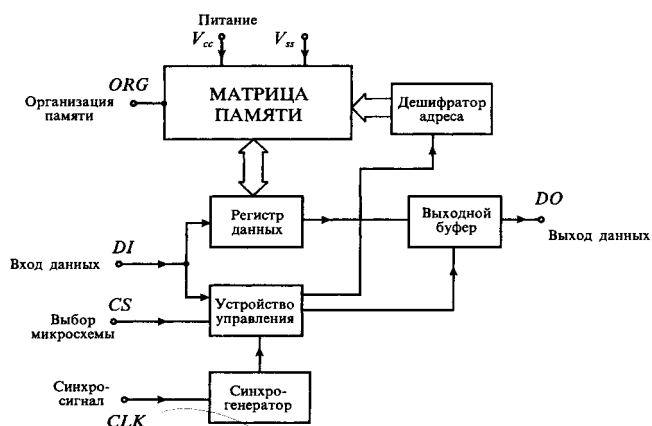 Питание
Vcc
Vss
ORG
Организация
памяти
МАТРИЦА
ПАМЯТИ
Дешифратор
адреса
Регистр
данных
Выходной
буфер
DO
Выход данных
DI
Вход данных
CS
Выбор
микросхемы
Устройство
управления
Синхро-
сигнал
CLK
Синхро-
генератор